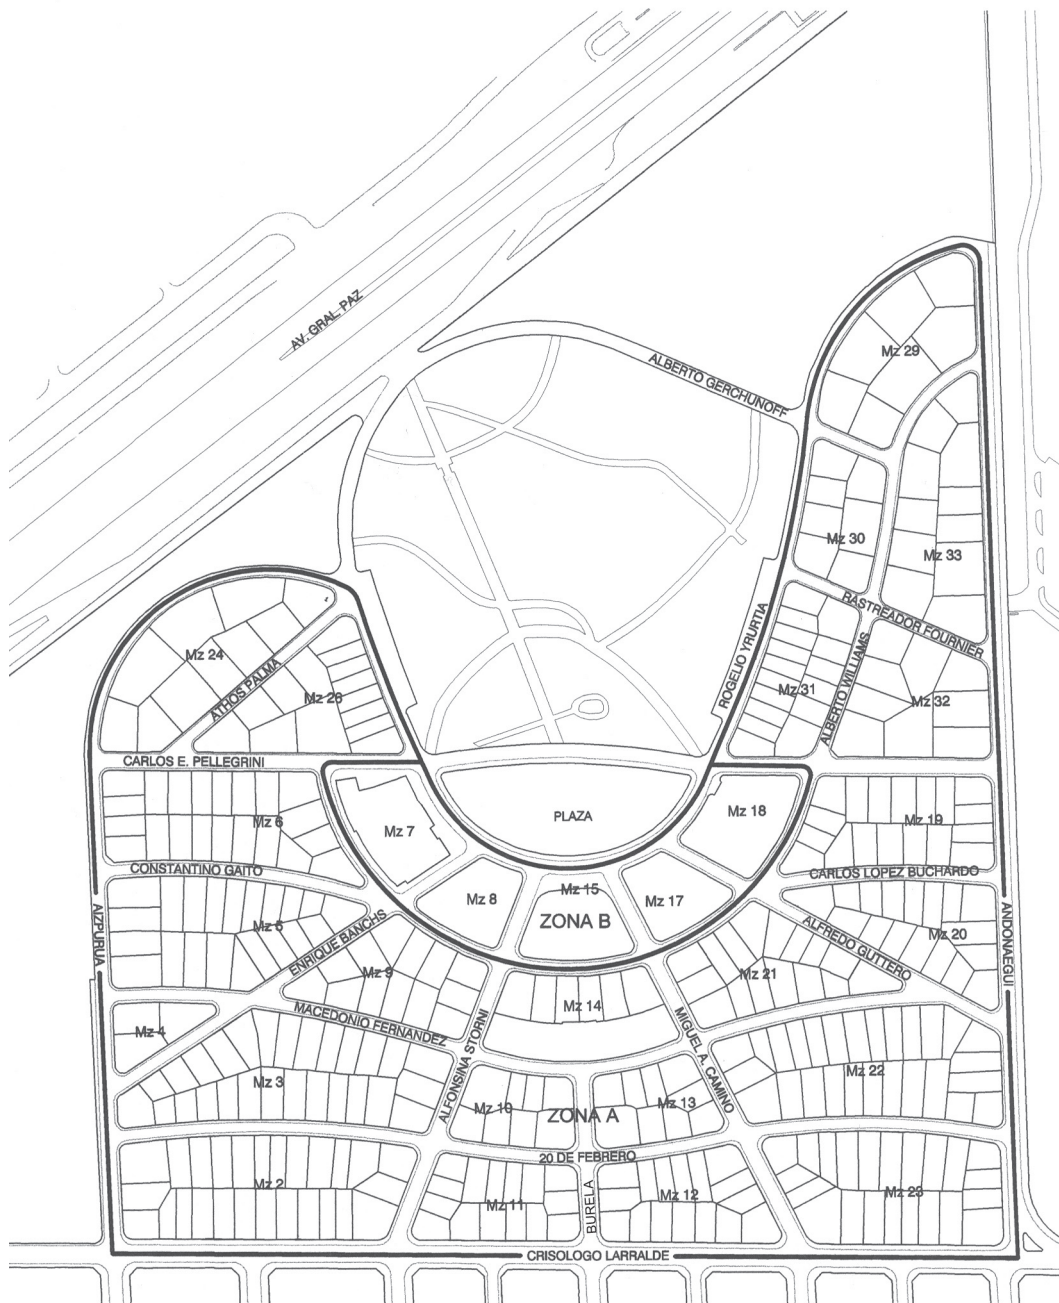 AV. GRAL. PAZ
ALBERTO GERCHUNOFF
Mz 29
Mz 30
Mz 33
RASTREADOR FOURNIER
ROGELIO YRURTIA
ALBERTO WILLIAMS
Mz 24
ATHOS PALMA
Mz 26
Mz 31
Mz 32
CARLOS E. PELLEGRINI
PLAZA
Mz 6
Mz 7
Mz 18
Mz 19
CONSTANTINO GAITO
CARLOS LOPEZ BUCHARDO
Mz 8
Mz 15
Mz 17
ZONA B
AIZPURUA
Mz 5
ENRIQUE BANCHS
ALFREDO GUTTERO
Mz 20
ANDONAEGUI
Mz 9
Mz 21
MACEDONIO FERNANDEZ
Mz 14
Mz 4
ALFONSINA STORNI
MIGUEL A. CAMINO
Mz 3
Mz 22
Mz 10
ZONA A
Mz 13
20 DE FEBRERO
Mz 2
Mz 11
BURELA
Mz 12
Mz 23
CRISOLOGO LARRALDE